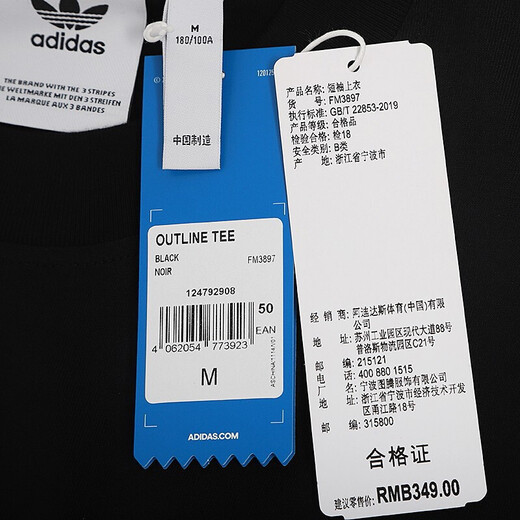 adidas
THE BRAND WITH THE 3 STRIPES
DIE WELTMARKE MIT DEN 3 STREIFEN
LA MARQUE AUX 3 BANDES
M
180/100A
中国制造
OUTLINE TEE
BLACK
FM3897
NOIR
124792908
50
EAN
4 062054 773923
M
ADIDAS.COM
产品名称: 短袖上衣
货 号: FM3897
执行标准: GB/T 22853-2019
产品等级: 合格品
检验合格: 检18
安全类别: B类
产 地: 浙江省宁波市
经 销 商: 阿迪达斯体育(中国)有限
公司
地 址: 苏州工业园区现代大道88号
普洛斯物流园区C21号
邮 编: 215121
电 话: 400 880 1515
厂 名: 宁波图腾服饰有限公司
地 址: 浙江省宁波市经济技术开发
区甬江路18号
邮 编: 315800
合格证
建议零售价: RMB349.00